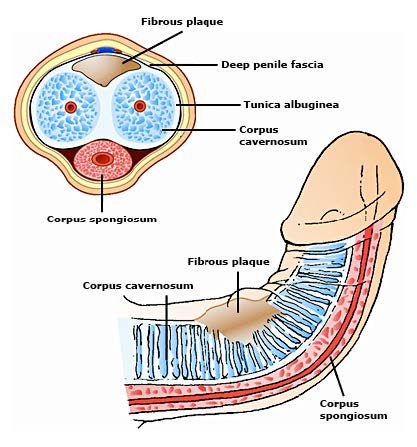 Fibrous plaque
Deep penile fascia
Tunica albuginea
Corpus
cavernosum
Corpus spongiosum
Fibrous plaque
Corpus cavernosum
Corpus
spongiosum